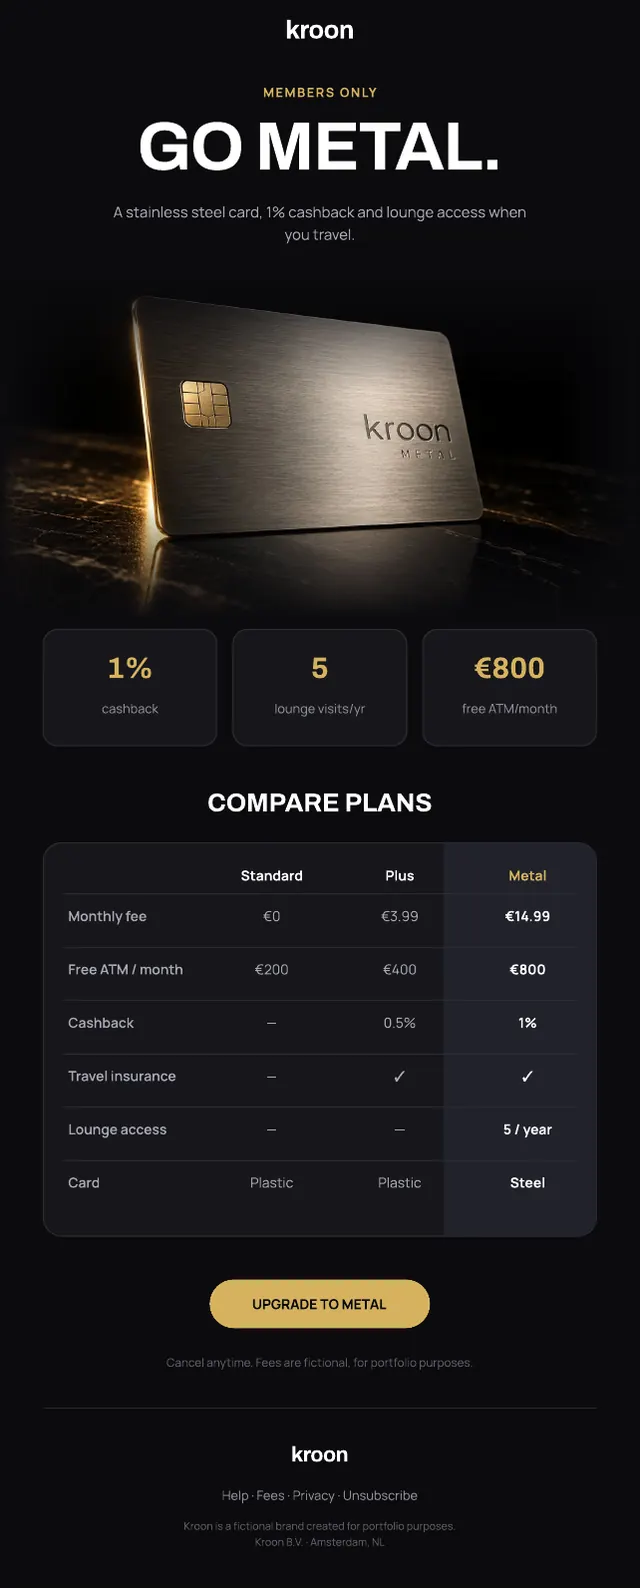 kroon
MEMBERS ONLY
GO METAL.
A stainless steel card, 1% cashback and lounge access when
you travel.
kroon
METAL
1%
cashback
5
lounge visits/yr
€800
free ATM/month
COMPARE PLANS
Standard Plus Metal
Monthly fee €0 €3.99 €14.99
Free ATM / month €200 €400 €800
Cashback — 0.5% 1%
Travel insurance — ✓ ✓
Lounge access — — 5 / year
Card Plastic Plastic Steel
UPGRADE TO METAL
Cancel anytime. Fees are fictional, for portfolio purposes.
kroon
Help · Fees · Privacy · Unsubscribe
Kroon is a fictional brand created for portfolio purposes.
Kroon B.V. · Amsterdam, NL